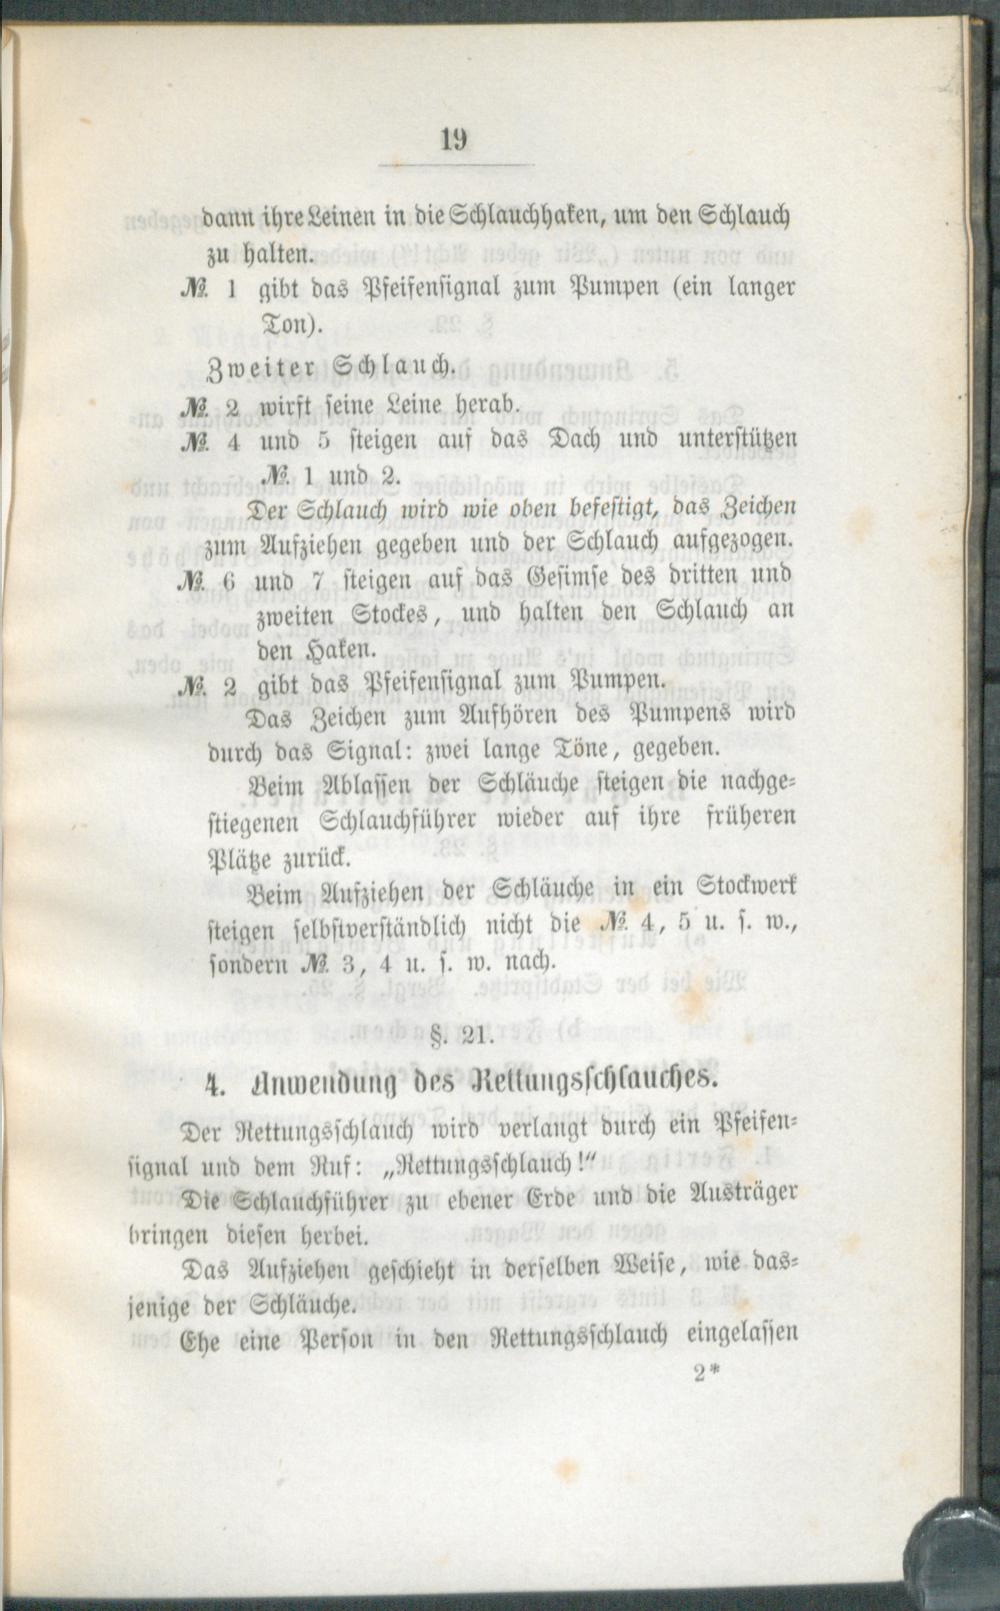 19
dann ihre Leinen in die Schlauchhaken, um den Schlauch
zu halten.
№. 1 gibt das Pfeifensignal zum Pumpen (ein langer
Ton).
Zweiter Schlauch.
№. 2 wirft seine Leine herab.
№. 4 und 5 steigen auf das Dach und unterstützen
№. 1 und 2.
Der Schlauch wird wie oben befestigt, das Zeichen
zum Aufziehen gegeben und der Schlauch aufgezogen.
№. 6 und 7 steigen auf das Gesimse des dritten und
zweiten Stockes, und halten den Schlauch an
den Haken.
№. 2 gibt das Pfeifensignal zum Pumpen.
Das Zeichen zum Aufhören des Pumpens wird
durch das Signal: zwei lange Töne, gegeben.
Beim Ablassen der Schläuche steigen die nachge-
stiegenen Schlauchführer wieder auf ihre früheren
Plätze zurück.
Beim Aufziehen der Schläuche in ein Stockwerk
steigen selbstverständlich nicht die №. 4, 5 u. s. w.,
sondern №. 3, 4 u. s. w. nach.
§. 21.
4. Anwendung des Rettungsschlauches.
Der Rettungsschlauch wird verlangt durch ein Pfeifen-
signal und dem Ruf: „Rettungsschlauch!“
Die Schlauchführer zu ebener Erde und die Austräger
bringen diesen herbei.
Das Aufziehen geschieht in derselben Weise, wie das-
jenige der Schläuche.
Ehe eine Person in den Rettungsschlauch eingelassen
2*